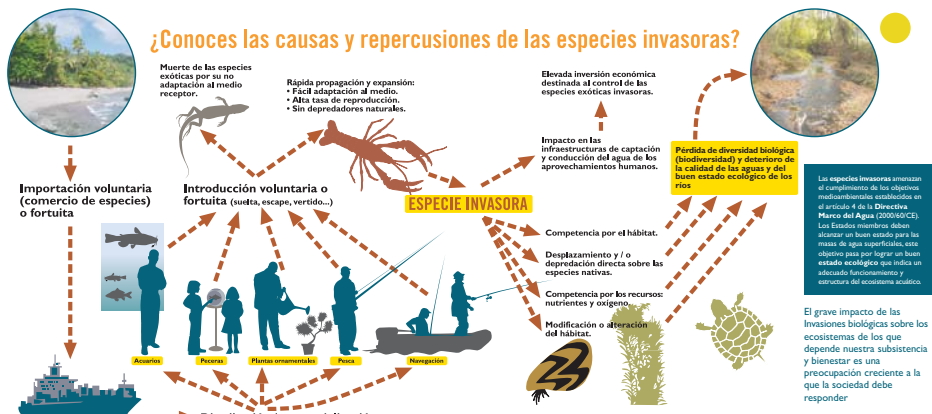 ¿Conoces las causas y repercusiones de las especies invasoras?
Muerte de las especies
exóticas por su no
adaptación al medio
receptor.
Rápida propagación y expansión:
• Fácil adaptación al medio.
• Alta tasa de reproducción.
• Sin depredadores naturales.
Elevada inversión económica
destinada al control de las
especies exóticas invasoras.
Impacto en las
infraestructuras de captación
y conducción del agua de los
aprovechamientos humanos.
Pérdida de diversidad biológica
(biodiversidad) y deterioro de
la calidad de las aguas y del
buen estado ecológico de los
ríos
Importación voluntaria
(comercio de especies)
o fortuita
Introducción voluntaria o
fortuita (suelta, escape, vertido...)
ESPECIE INVASORA
Competencia por el hábitat.
Desplazamiento y / o
depredación directa sobre las
especies nativas.
Competencia por los recursos:
nutrientes y oxígeno.
Modificación o alteración
del hábitat.
Acuarios
Peceras
Plantas ornamentales
Pesca
Navegación
Las especies invasoras amenazan
el cumplimiento de los objetivos
medioambientales establecidos en
el artículo 4 de la Directiva
Marco del Agua (2000/60/CE).
Los Estados miembros deben
alcanzar un buen estado para las
masas de agua superficiales, este
objetivo pasa por lograr un buen
estado ecológico que indica un
adecuado funcionamiento y
estructura del ecosistema acuático.
El grave impacto de las
Invasiones biológicas sobre los
ecosistemas de los que
depende nuestra subsistencia
y bienestar es una
preocupación creciente a la
que la sociedad debe
responder